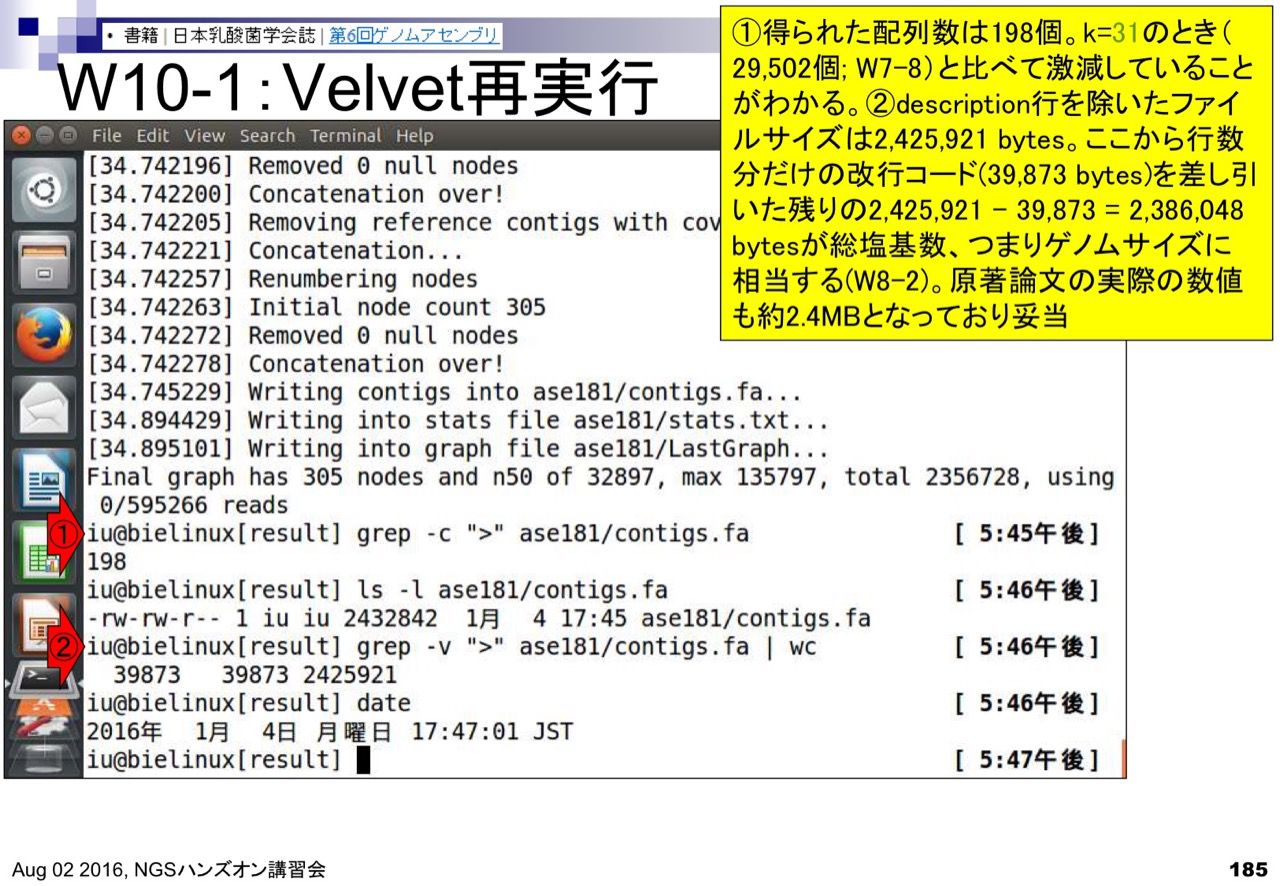 • 書籍 | 日本乳酸菌学会誌 | 第6回ゲノムアセンブリ
W10-1：Velvet再実行
①得られた配列数は198個。k=31のとき（
29,502個; W7-8）と比べて激減していること
がわかる。②description行を除いたファイ
ルサイズは2,425,921 bytes。ここから行数
分だけの改行コード(39,873 bytes)を差し引
いた残りの2,425,921 – 39,873 = 2,386,048
bytesが総塩基数、つまりゲノムサイズに
相当する(W8-2)。原著論文の実際の数値
も約2.4MBとなっており妥当
File Edit View Search Terminal Help
[34.742196] Removed 0 null nodes
[34.742200] Concatenation over!
[34.742205] Removing reference contigs with cov
[34.742221] Concatenation...
[34.742257] Renumbering nodes
[34.742263] Initial node count 305
[34.742272] Removed 0 null nodes
[34.742278] Concatenation over!
[34.745229] Writing contigs into ase181/contigs.fa...
[34.894429] Writing into stats file ase181/stats.txt...
[34.895101] Writing into graph file ase181/LastGraph...
Final graph has 305 nodes and n50 of 32897, max 135797, total 2356728, using
0/595266 reads
① iu@bielinux[result] grep -c ">" ase181/contigs.fa [ 5:45午後]
198
iu@bielinux[result] ls -l ase181/contigs.fa [ 5:46午後]
-rw-rw-r-- 1 iu iu 2432842 1月 4 17:45 ase181/contigs.fa
② iu@bielinux[result] grep -v ">" ase181/contigs.fa | wc [ 5:46午後]
39873 39873 2425921
iu@bielinux[result] date [ 5:46午後]
2016年 1月 4日 月曜日 17:47:01 JST
iu@bielinux[result] [ 5:47午後]
Aug 02 2016, NGSハンズオン講習会
185